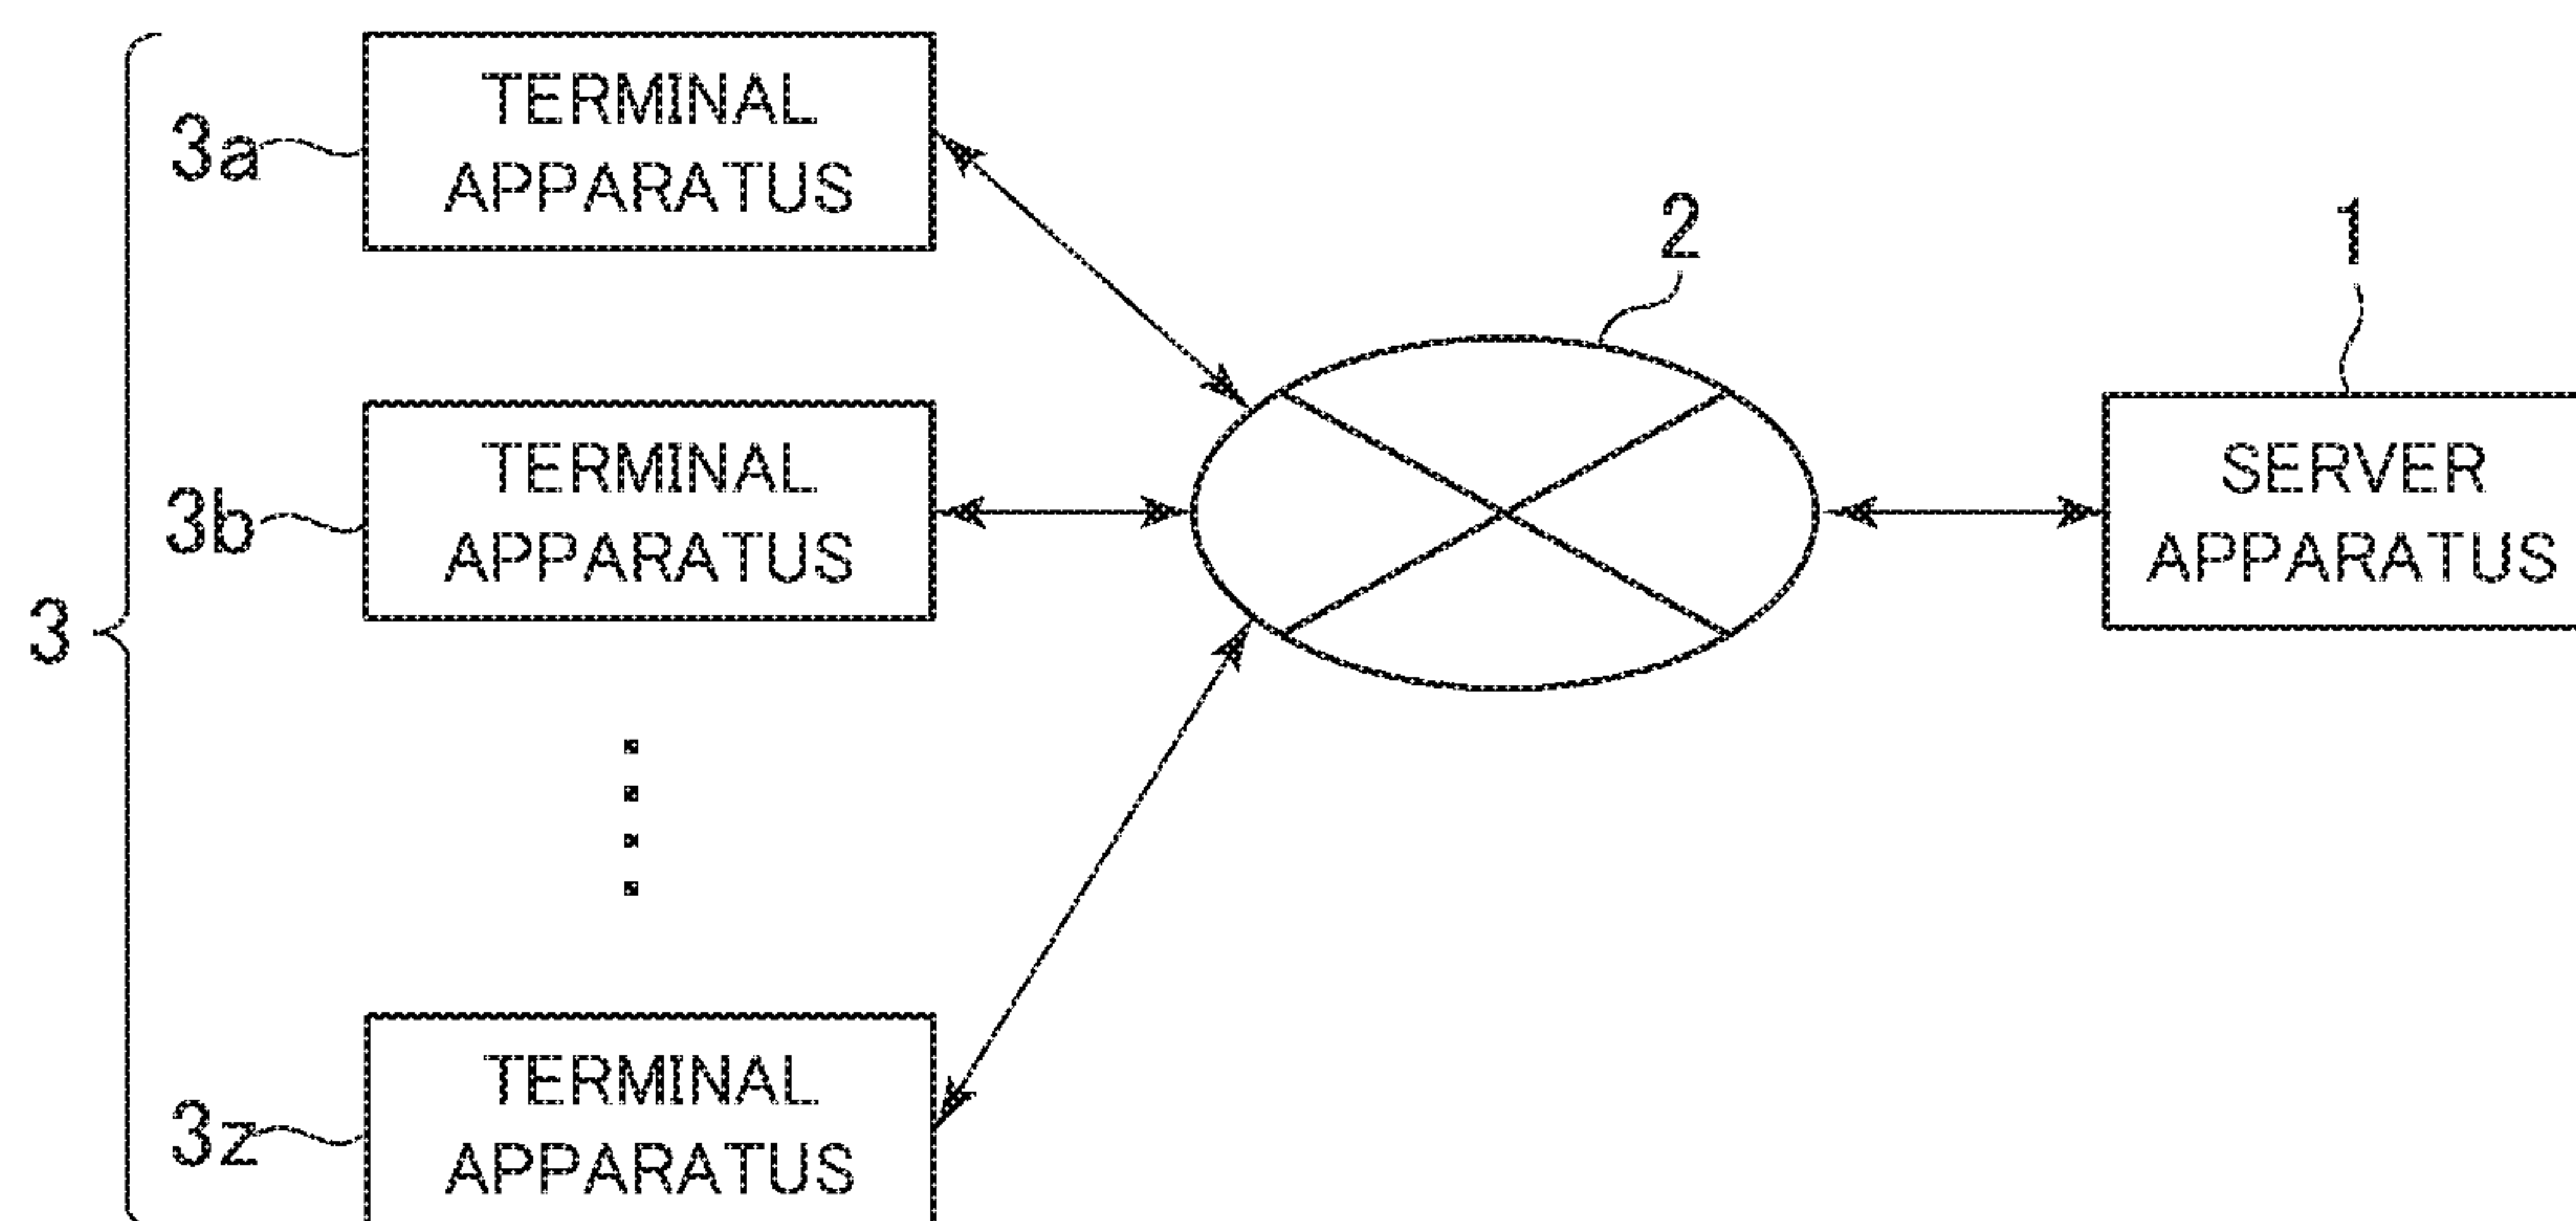 3
3a
TERMINAL
APPARATUS
3b
TERMINAL
APPARATUS
3z
TERMINAL
APPARATUS
2
1
SERVER
APPARATUS